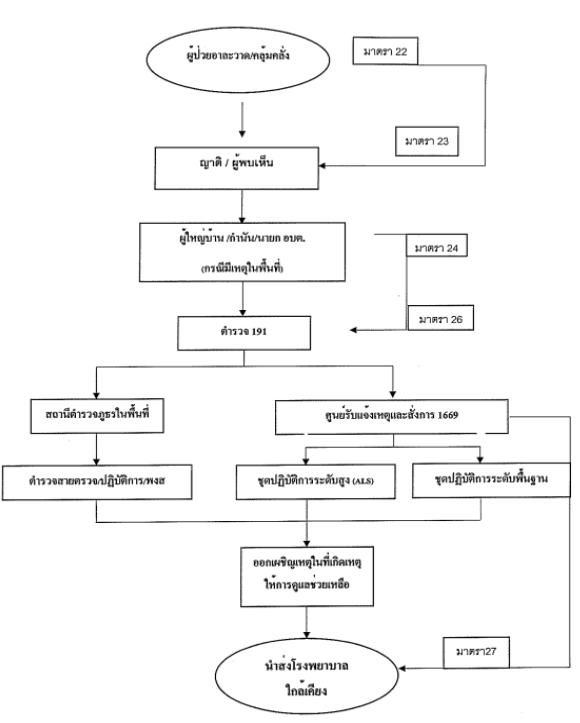 ผู้ป่วยอาละวาด/คลุ้มคลั่ง
มาตรา 22
มาตรา 23
ญาติ / ผู้พบเห็น
ผู้ใหญ่บ้าน /กำนัน/นายก อบต.
(กรณีมีเหตุในพื้นที่)
มาตรา 24
มาตรา 26
ตำรวจ 191
สถานีตำรวจภูธรในพื้นที่
ศูนย์รับแจ้งเหตุและสั่งการ 1669
ตำรวจสายตรวจ/ปฏิบัติการ/พงส
ชุดปฏิบัติการระดับสูง (ALS)
ชุดปฏิบัติการระดับพื้นฐาน
ออกเผชิญเหตุในที่เกิดเหตุ
ให้การดูแลช่วยเหลือ
มาตรา27
นำส่งโรงพยาบาล
ใกล้เคียง